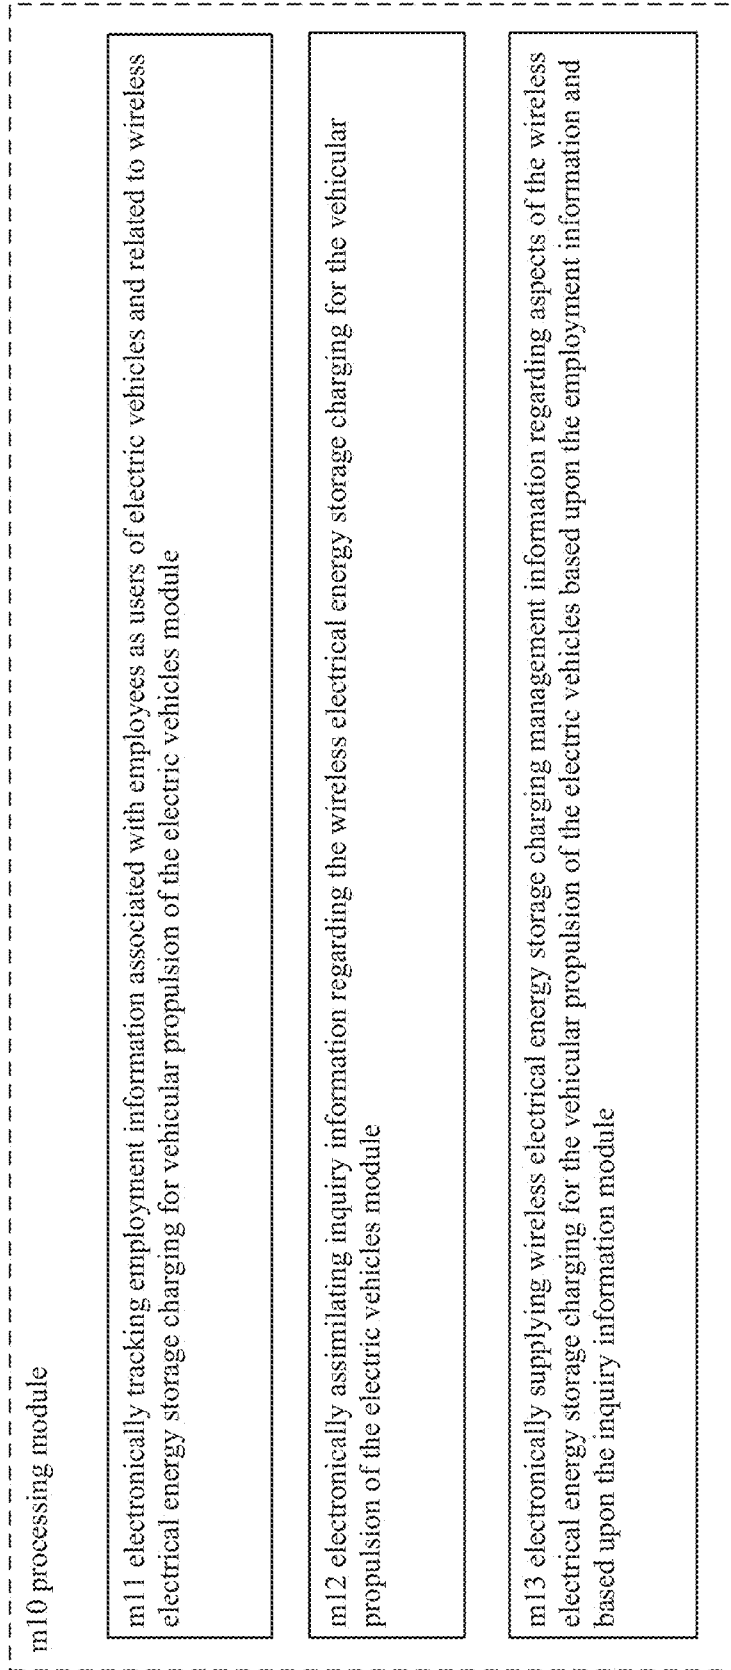 m10 processing module
m11 electronically tracking employment information associated with employees as users of electric vehicles and related to wireless
electrical energy storage charging for vehicular propulsion of the electric vehicles module
m12 electronically assimilating inquiry information regarding the wireless electrical energy storage charging for the vehicular
propulsion of the electric vehicles module
m13 electronically supplying wireless electrical energy storage charging management information regarding aspects of the wireless
electrical energy storage charging for the vehicular propulsion of the electric vehicles based upon the employment information and
based upon the inquiry information module